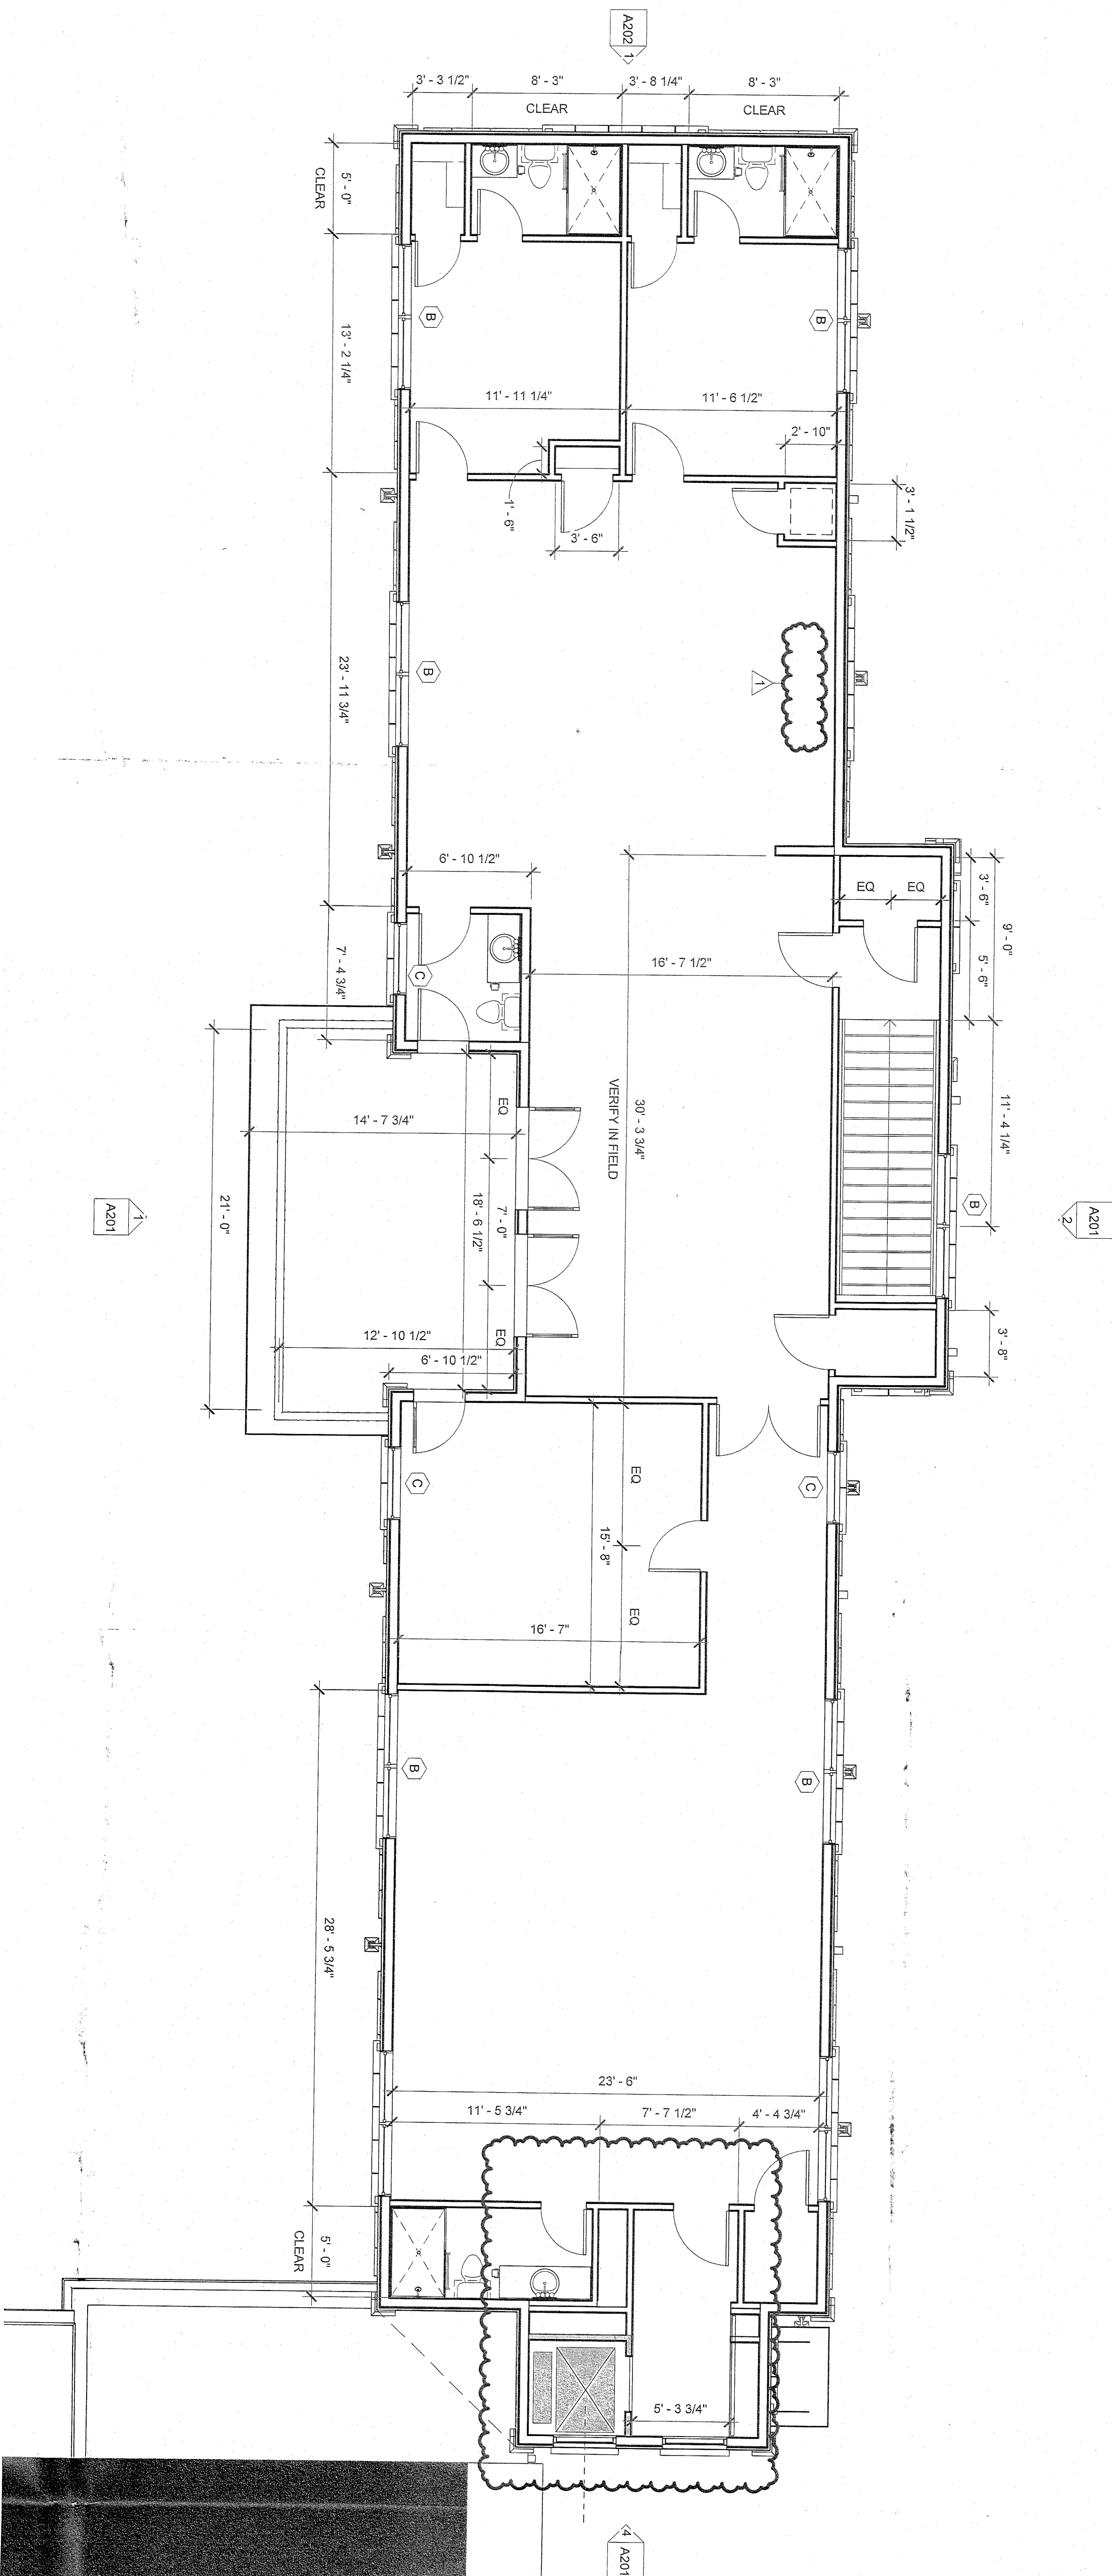 A202
1
3' - 3 1/2"
8' - 3"
3' - 8 1/4"
8' - 3"
CLEAR
CLEAR
5' - 0"
CLEAR
B
B
13' - 2 1/4"
11' - 11 1/4"
11' - 6 1/2"
2' - 10"
3' - 1 1/2"
1' - 6"
3' - 6"
B
23' - 11 3/4"
1
6' - 10 1/2"
EQ
EQ
3' - 6"
9' - 0"
5' - 6"
16' - 7 1/2"
C
7' - 4 3/4"
EQ
14' - 7 3/4"
30' - 3 3/4"
VERIFY IN FIELD
11' - 4 1/4"
B
21' - 0"
18' - 6 1/2"
7' - 0"
1
A201
2
A201
12' - 10 1/2"
EQ
6' - 10 1/2"
3' - 8"
EQ
C
C
15' - 8"
EQ
16' - 7"
B
B
28' - 5 3/4"
23' - 6"
11' - 5 3/4"
7' - 7 1/2"
4' - 4 3/4"
5' - 0"
CLEAR
5' - 3 3/4"
4
A201